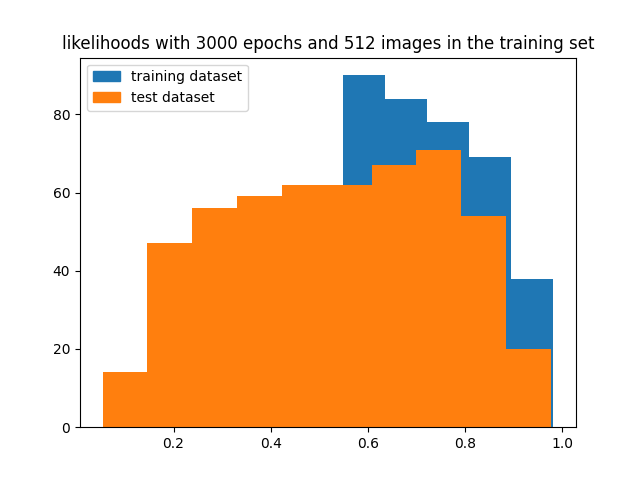 likelihoods with 3000 epochs and 512 images in the training set
training dataset
test dataset
80
60
40
20
0
0.2 0.4 0.6 0.8 1.0